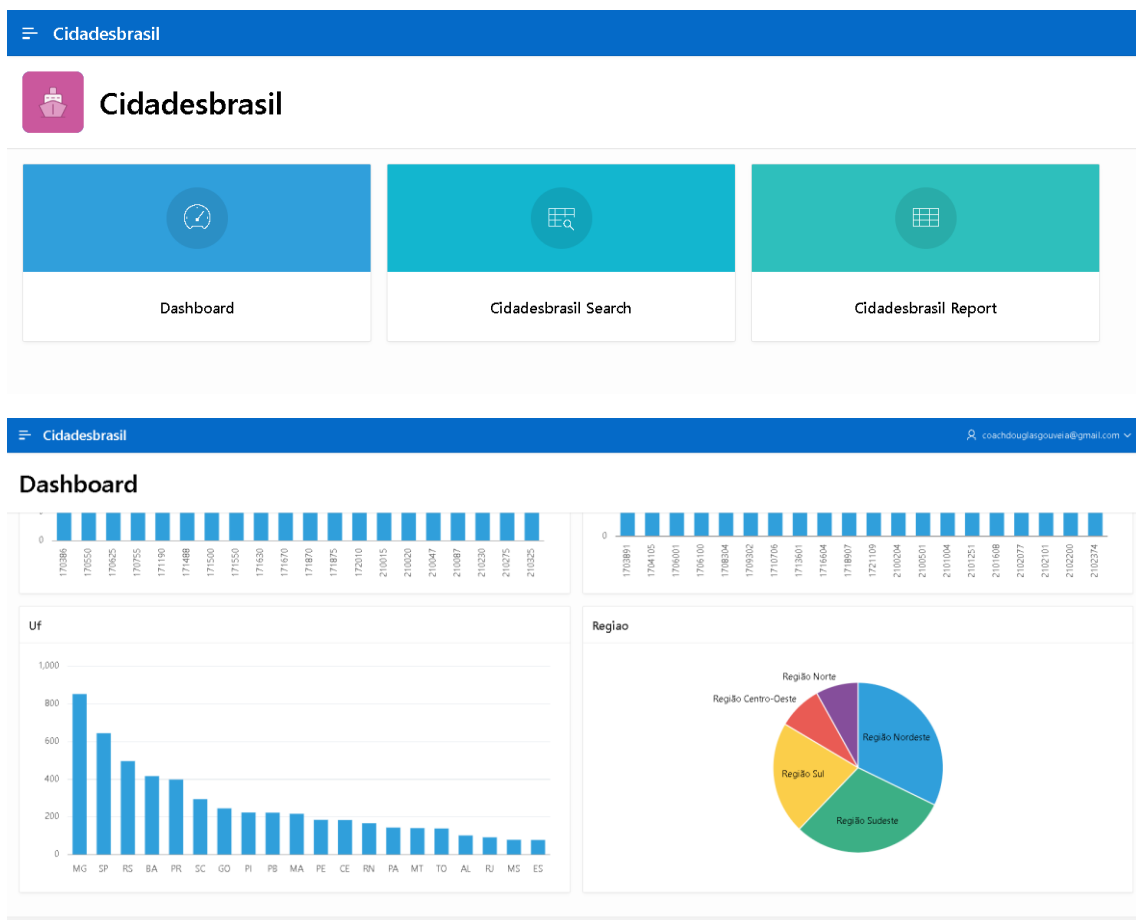 Cidadesbrasil
Cidadesbrasil
Dashboard
Cidadesbrasil Search
Cidadesbrasil Report
Cidadesbrasil
coachdouglasgouveia@gmail.com
Dashboard
0
170386 170550 170625 170755 171190 171488 171500 171550 171630 171670 171870 171875 172010 210015 210020 210047 210087 210230 210275 210325
0
1703891 1704105 1706001 1706100 1708304 1709302 1710706 1713601 1716604 1718907 1721109 2100204 2100501 2101004 2101251 2101608 2102077 2102101 2102200 2102374
Uf
1,000
800
600
400
200
0
MG SP RS BA PR SC GO PI PB MA PE CE RN PA MT TO AL RJ MS ES
Regiao
Região Norte
Região Centro-Oeste
Região Nordeste
Região Sul
Região Sudeste